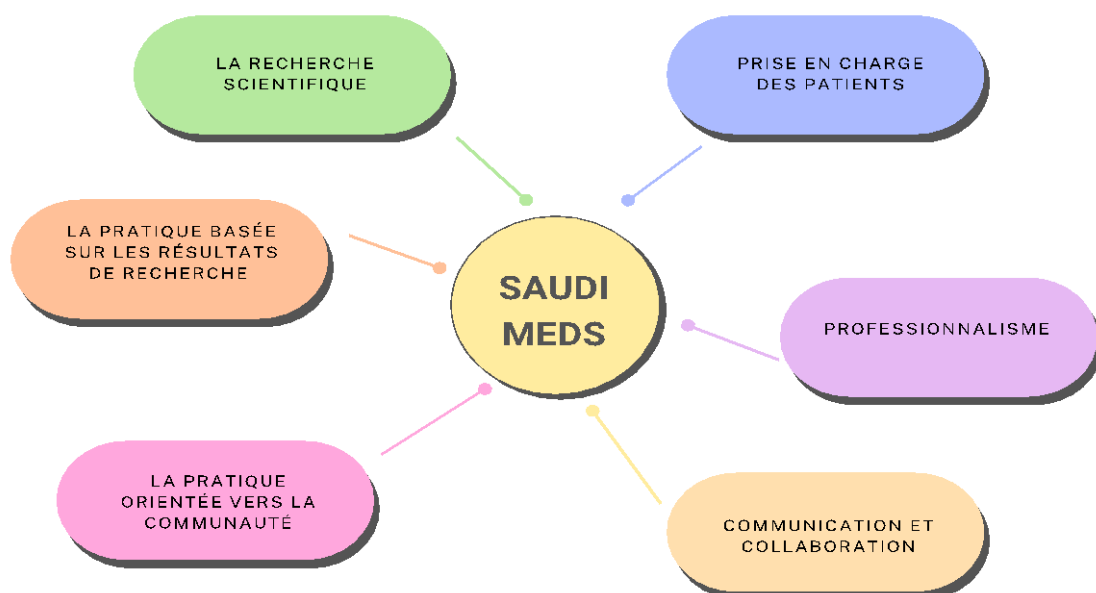 LA RECHERCHE
SCIENTIFIQUE
PRISE EN CHARGE
DES PATIENTS
LA PRATIQUE BASÉE
SUR LES RÉSULTATS
DE RECHERCHE
SAUDI
MEDS
PROFESSIONNALISME
LA PRATIQUE
ORIENTÉE VERS LA
COMMUNAUTÉ
COMMUNICATION ET
COLLABORATION